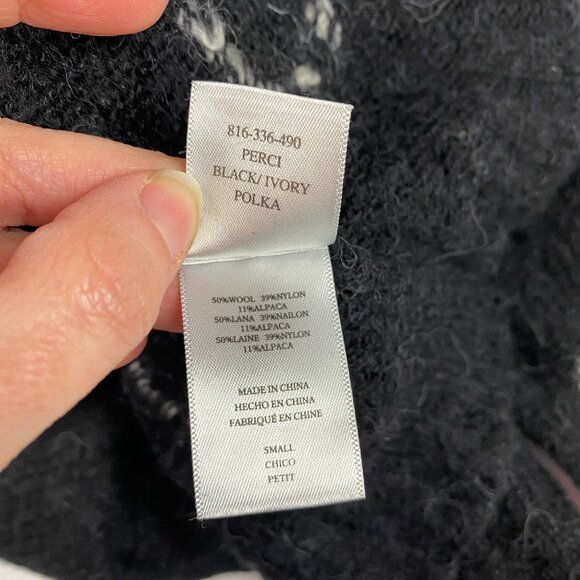 816-336-490
PERCI
BLACK/ IVORY
POLKA
50%WOOL 39%NYLON
11%ALPACA
50%LANA 39%NAILON
11%ALPACA
50%LAINE 39%NYLON
11%ALPACA
MADE IN CHINA
HECHO EN CHINA
FABRIQUÉ EN CHINE
SMALL
CHICO
PETIT